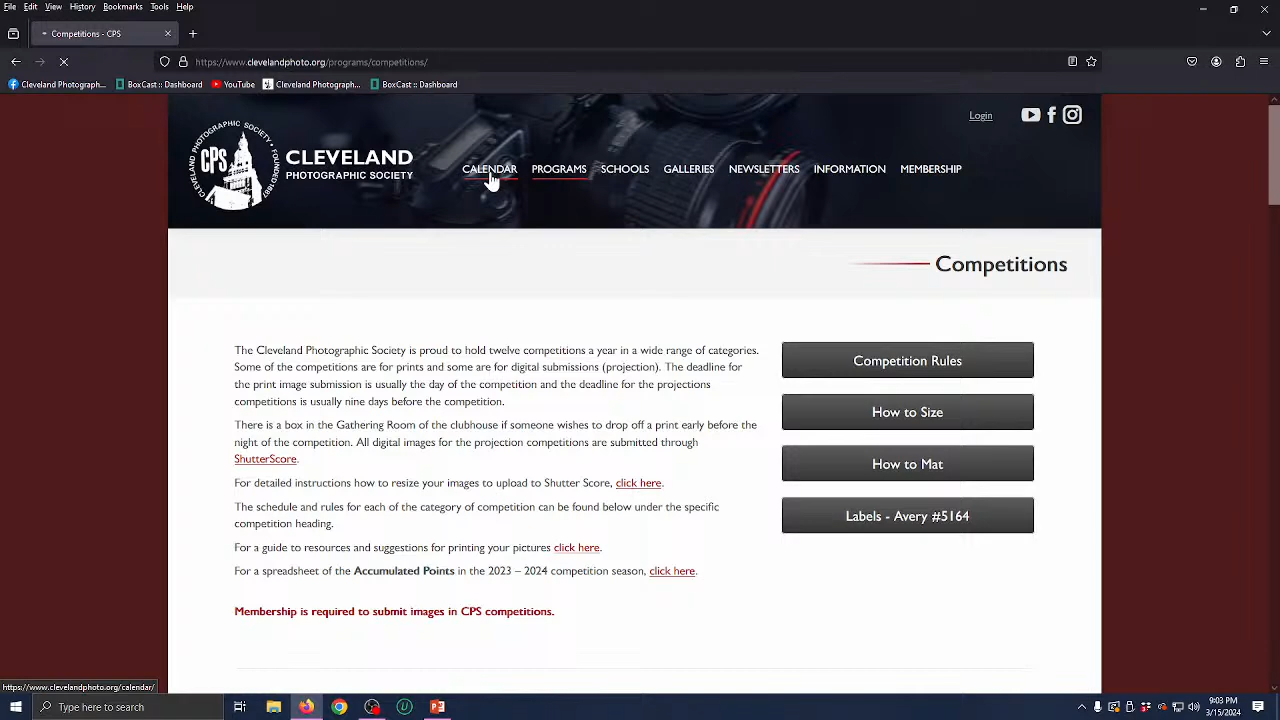 File Edit View History Bookmarks Tools Help
Competitions - CPS
https://www.clevelandphoto.org/programs/competitions/
Cleveland Photograph... BoxCast :: Dashboard YouTube Cleveland Photograph... BoxCast :: Dashboard
Login
CLEVELAND PHOTOGRAPHIC SOCIETY • FOUNDED 1887
CPS
CLEVELAND
PHOTOGRAPHIC SOCIETY
CALENDAR PROGRAMS SCHOOLS GALLERIES NEWSLETTERS INFORMATION MEMBERSHIP
Competitions
The Cleveland Photographic Society is proud to hold twelve competitions a year in a wide range of categories.
Some of the competitions are for prints and some are for digital submissions (projection). The deadline for
the print image submission is usually the day of the competition and the deadline for the projections
competitions is usually nine days before the competition.
There is a box in the Gathering Room of the clubhouse if someone wishes to drop off a print early before the
night of the competition. All digital images for the projection competitions are submitted through
ShutterScore.
For detailed instructions how to resize your images to upload to Shutter Score, click here.
The schedule and rules for each of the category of competition can be found below under the specific
competition heading.
For a guide to resources and suggestions for printing your pictures click here.
For a spreadsheet of the Accumulated Points in the 2023 – 2024 competition season, click here.
Membership is required to submit images in CPS competitions.
Competition Rules
How to Size
How to Mat
Labels - Avery #5164
https://www.clevelandphoto.org/calendar/
Type here to search
9:03 PM
3/15/2024